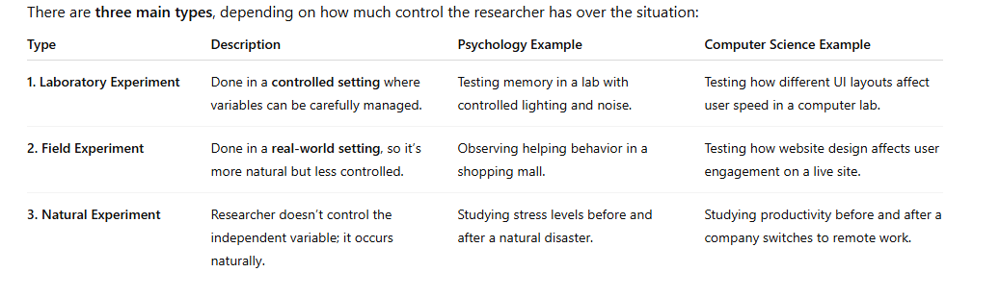 There are three main types, depending on how much control the researcher has over the situation:
Type Description Psychology Example Computer Science Example
1. Laboratory Experiment Done in a controlled setting where Testing memory in a lab with Testing how different UI layouts affect
variables can be carefully managed. controlled lighting and noise. user speed in a computer lab.
2. Field Experiment Done in a real-world setting, so it’s Observing helping behavior in a Testing how website design affects user
more natural but less controlled. shopping mall. engagement on a live site.
3. Natural Experiment Researcher doesn’t control the Studying stress levels before and Studying productivity before and after a
independent variable; it occurs after a natural disaster. company switches to remote work.
naturally.